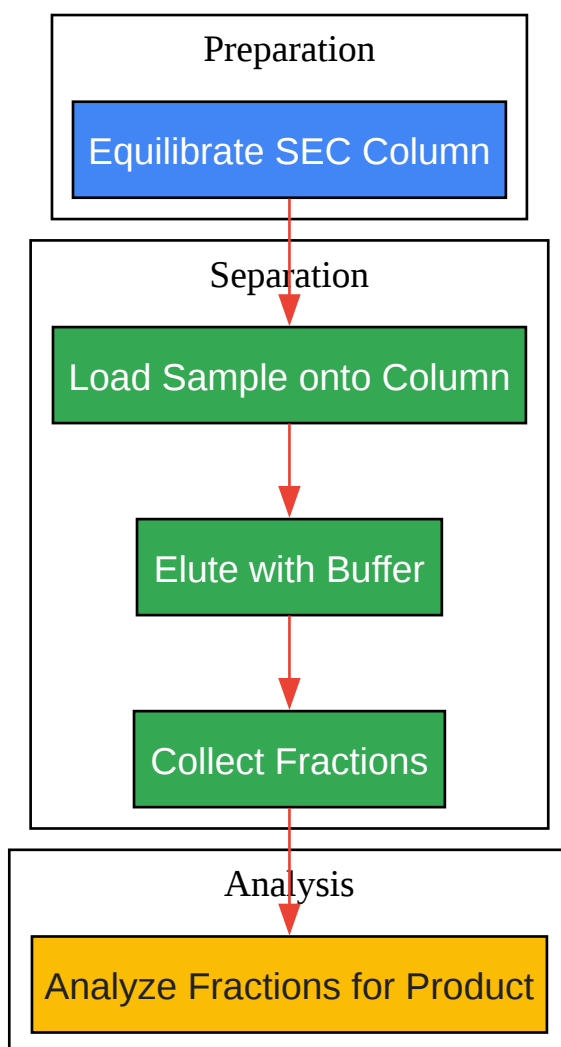 Preparation
Equilibrate SEC Column
Separation
Load Sample onto Column
Elute with Buffer
Collect Fractions
Analysis
Analyze Fractions for Product